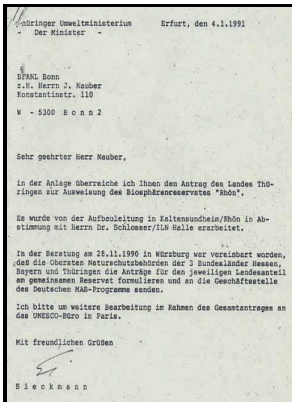 Thüringer Umweltministerium Erfurt, den 4.1.1991
- Der Minister -
BFANL Bonn
z.H. Herrn J. Nauber
Konstantinstr. 110
W - 5300 B o n n 2
Sehr geehrter Herr Nauber,
in der Anlage überreiche ich Ihnen den Antrag des Landes Thü-
ringen zur Ausweisung des Biosphärenreservates "Rhön".
Es wurde von der Aufbauleitung in Kaltensundheim/Rhön in Ab-
stimmung mit Herrn Dr. Schlosser/ILN Halle erarbeitet.
In der Beratung am 28.11.1990 in Würzburg war vereinbart worden,
daß die Obersten Naturschutzbehörden der 3 Bundesländer Hessen,
Bayern und Thüringen die Anträge für den jeweiligen Landesanteil
am gemeinsamen Reservat formulieren und an die Geschäftsstelle
des Deutschen MAB-Programms senden.
Ich bitte um weitere Bearbeitung im Rahmen des Gesamtantrages an
das UNESCO-Büro in Paris.
Mit freundlichen Grüßen
S i e c k m a n n